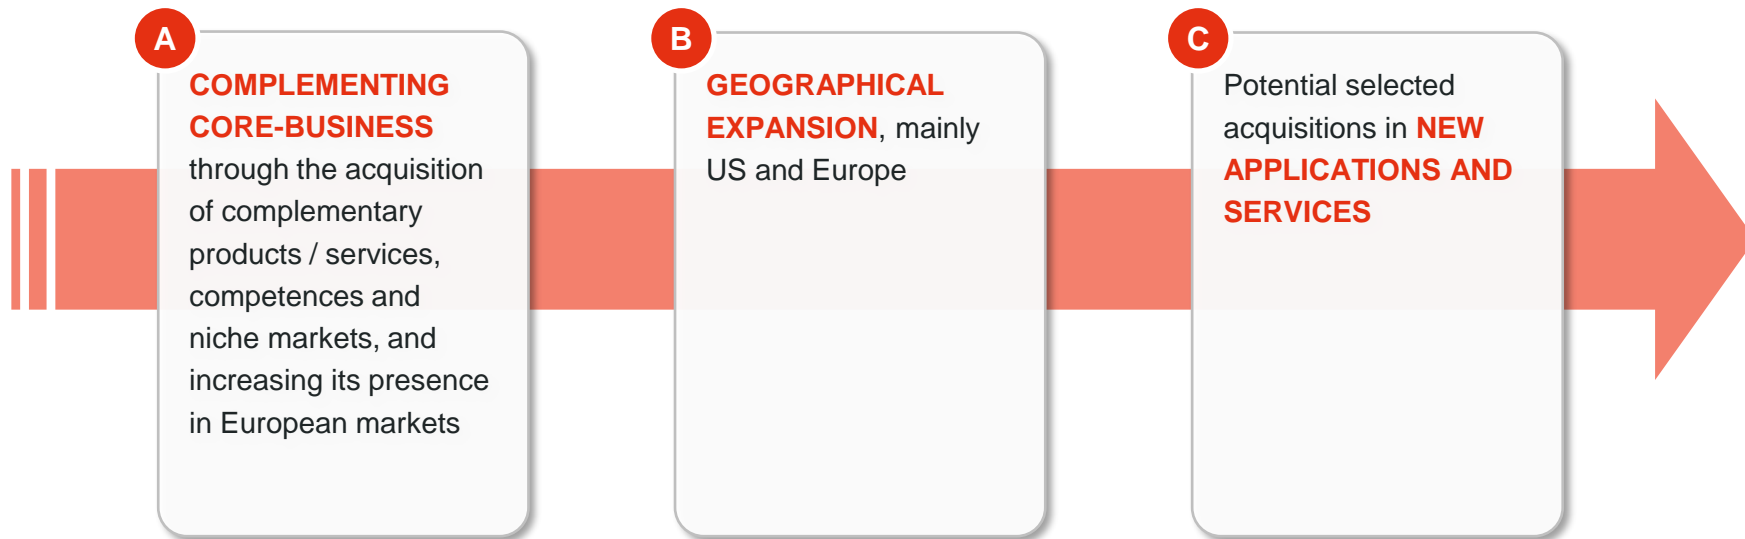 A
COMPLEMENTING
CORE-BUSINESS
through the acquisition
of complementary
products / services,
competences and
niche markets, and
increasing its presence
in European markets
B
GEOGRAPHICAL
EXPANSION, mainly
US and Europe
C
Potential selected
acquisitions in NEW
APPLICATIONS AND
SERVICES